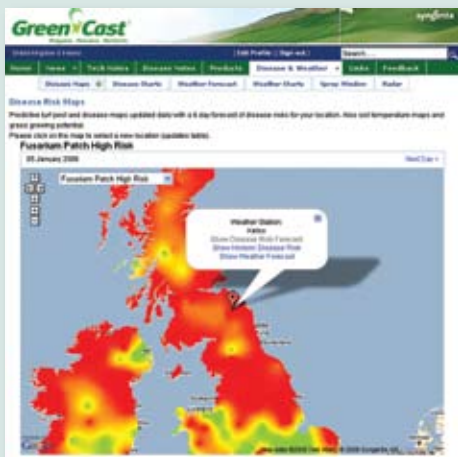 GreenCast
syngenta
[Edit Profile | Sign out] Search...
Home News Tech Notes Disease Notes Products Disease & Weather Links Feedback
Disease Maps Disease Charts Weather Forecast Weather Charts Spray Window Radar
Disease Risk Maps
Predictive turf pest and disease maps updated daily with a 6 day forecast of disease risks for your location. Also soil temperature maps and
grass growing potential.
Please click on the map to select a new location (updates table).
Fusarium Patch High Risk
05 January, 2009 Next Day >
Fusarium Patch High Risk
Weather Station:
Kelso
Show Disease Risk Forecast
Show Historic Disease Risk
Show Weather Forecast